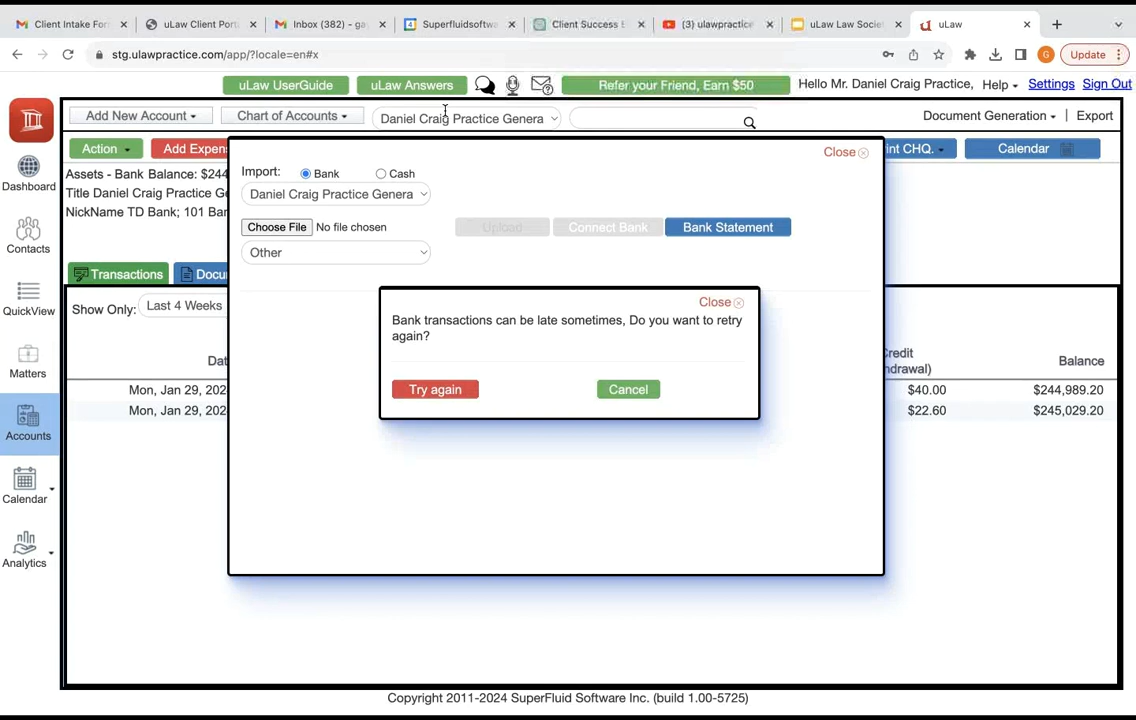 Client Intake For
uLaw Client Port
Inbox (382) - ga
Superfluidsoftwa
Client Success
(3) ulawpractice
uLaw Law Societ
uLaw
stg.ulawpractice.com/app/?locale=en#x
G
Update
uLaw UserGuide
uLaw Answers
Refer your Friend, Earn $50
Hello Mr. Daniel Craig Practice,
Help
Settings
Sign Out
Add New Account
Chart of Accounts
Daniel Craig Practice Genera
Document Generation
| Export
Action
Add Expen
int CHQ.
Calendar
Assets - Bank Balance: $244
Title Daniel Craig Practice Ge
NickName TD Bank; 101 Ban
Close
Import:
Bank
Cash
Daniel Craig Practice Genera
Choose File
No file chosen
Upload
Connect Bank
Bank Statement
Other
Close
Bank transactions can be late sometimes, Do you want to retry
again?
Try again
Cancel
Dashboard
Contacts
QuickView
Matters
Accounts
Calendar
Analytics
Transactions
Docu
Show Only:
Last 4 Weeks
Dat
Credit
hdrawal)
Balance
Mon, Jan 29, 202
$40.00
$244,989.20
Mon, Jan 29, 202
$22.60
$245,029.20
Copyright 2011-2024 SuperFluid Software Inc. (build 1.00-5725)